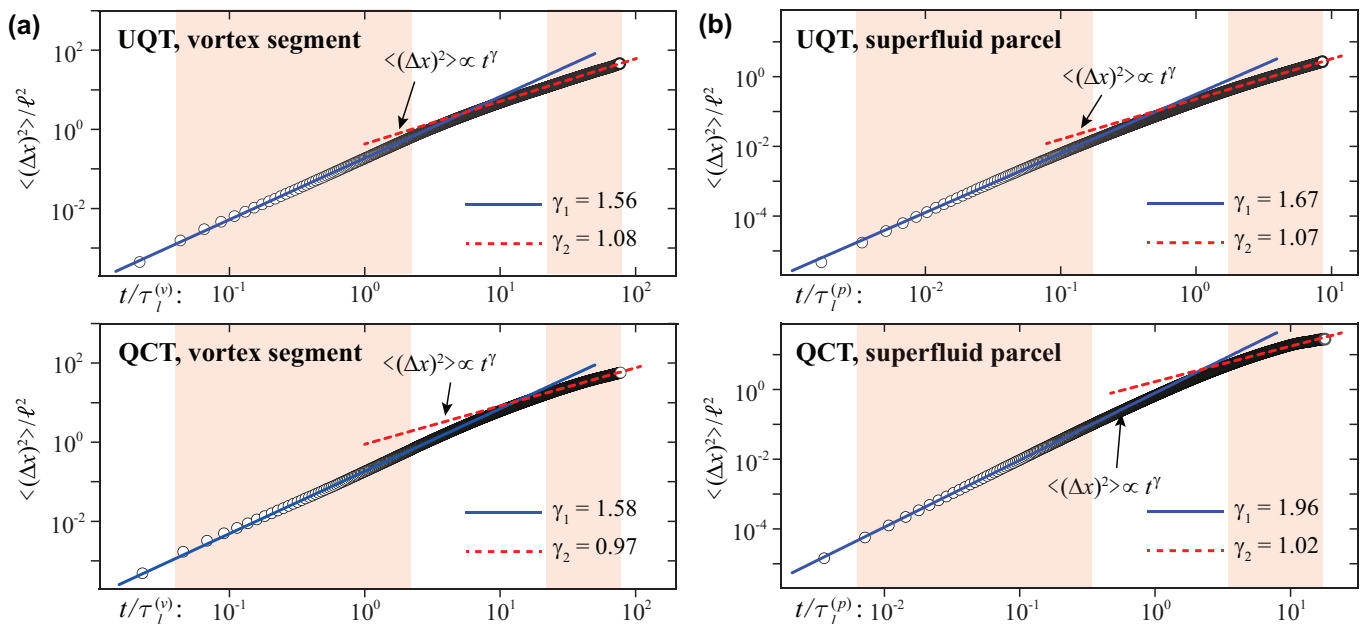 (a)
UQT, vortex segment
<(Δx)²> ∝ t^γ
<(Δx)²>/ℓ²
10²
10⁰
10⁻²
γ₁ = 1.56
γ₂ = 1.08
t/τ_l^(v): 10⁻¹ 10⁰ 10¹ 10²
(b)
UQT, superfluid parcel
<(Δx)²> ∝ t^γ
<(Δx)²>/ℓ²
10⁰
10⁻²
10⁻⁴
γ₁ = 1.67
γ₂ = 1.07
t/τ_l^(p): 10⁻² 10⁻¹ 10⁰ 10¹
QCT, vortex segment
<(Δx)²> ∝ t^γ
<(Δx)²>/ℓ²
10²
10⁰
10⁻²
γ₁ = 1.58
γ₂ = 0.97
t/τ_l^(v): 10⁻¹ 10⁰ 10¹ 10²
QCT, superfluid parcel
<(Δx)²>/ℓ²
10⁰
10⁻²
10⁻⁴
<(Δx)²> ∝ t^γ
γ₁ = 1.96
γ₂ = 1.02
t/τ_l^(p): 10⁻² 10⁻¹ 10⁰ 10¹